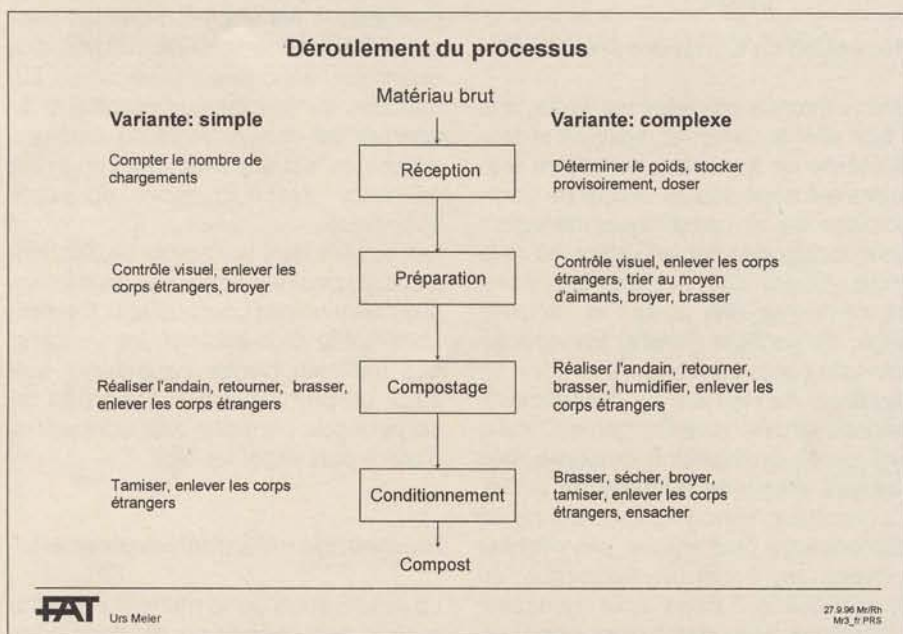 Déroulement du processus
Matériau brut
Variante: simple
Variante: complexe
Compter le nombre de
chargements
Réception
Déterminer le poids, stocker
provisoirement, doser
Contrôle visuel, enlever les
corps étrangers, broyer
Préparation
Contrôle visuel, enlever les corps
étrangers, trier au moyen
d'aimants, broyer, brasser
Réaliser l'andain, retourner, brasser,
enlever les corps étrangers
Compostage
Réaliser l'andain, retourner,
brasser, humidifier, enlever les
corps étrangers
Tamiser, enlever les corps
étrangers
Conditionnement
Brasser, sécher, broyer,
tamiser, enlever les corps
étrangers, ensacher
Compost
FAT Urs Meier
27.9.96 Mr/Rh
Mr3_fr.PRS